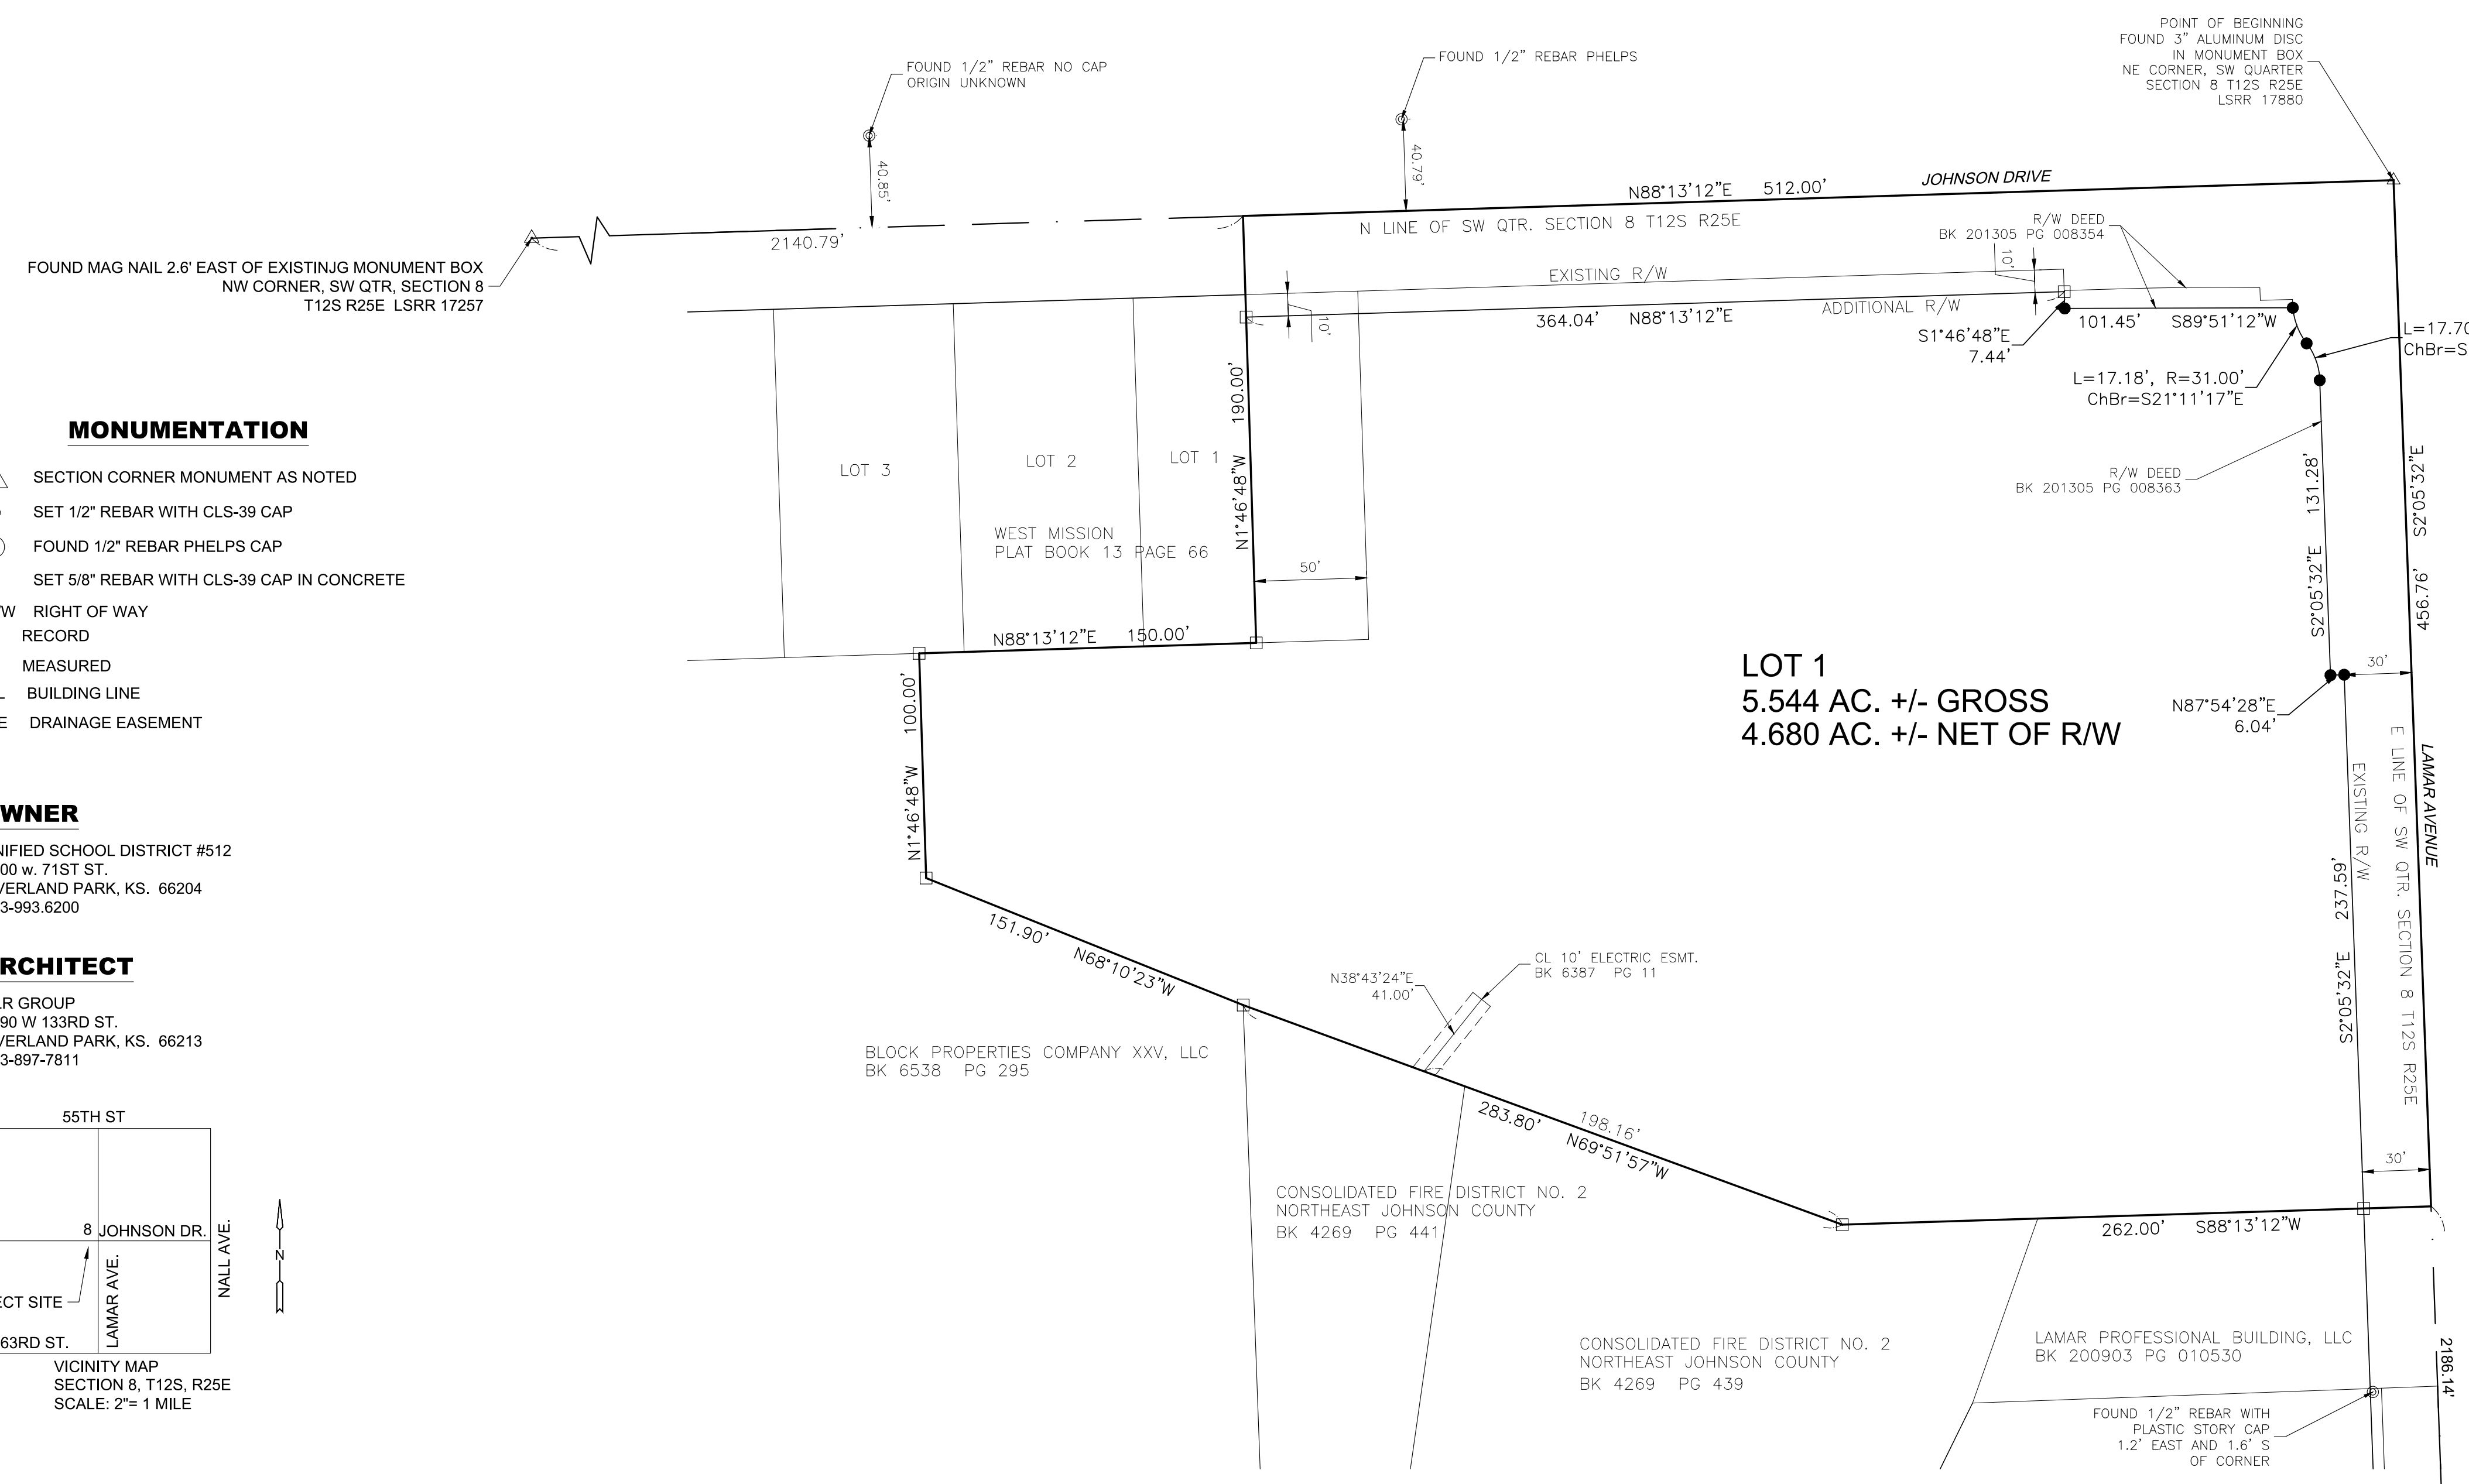 POINT OF BEGINNING
FOUND 3” ALUMINUM DISC
IN MONUMENT BOX
NE CORNER, SW QUARTER
SECTION 8 T12S R25E
LSRR 17880
FOUND 1/2” REBAR NO CAP
ORIGIN UNKNOWN
FOUND 1/2” REBAR PHELPS
40.85’
40.79’
N88°13’12”E 512.00’
JOHNSON DRIVE
N LINE OF SW QTR. SECTION 8 T12S R25E
2140.79’
FOUND MAG NAIL 2.6' EAST OF EXISTINJG MONUMENT BOX
NW CORNER, SW QTR, SECTION 8
T12S R25E LSRR 17257
R/W DEED
BK 201305 PG 008354
EXISTING R/W
10’
10’
ADDITIONAL R/W
364.04’ N88°13’12”E
S1°46’48”E
7.44’
101.45’ S89°51’12”W
L=17.70
ChBr=S
L=17.18’, R=31.00’
ChBr=S21°11’17”E
R/W DEED
BK 201305 PG 008363
MONUMENTATION
SECTION CORNER MONUMENT AS NOTED
SET 1/2" REBAR WITH CLS-39 CAP
FOUND 1/2" REBAR PHELPS CAP
SET 5/8" REBAR WITH CLS-39 CAP IN CONCRETE
/W RIGHT OF WAY
RECORD
MEASURED
L BUILDING LINE
E DRAINAGE EASEMENT
LOT 3
LOT 2
LOT 1
WEST MISSION
PLAT BOOK 13 PAGE 66
N1°46’48”W 190.00’
50’
N88°13’12”E 150.00’
N1°46’48”W 100.00’
S2°05’32”E 131.28’
S2°05’32”E 456.76’
LOT 1
5.544 AC. +/- GROSS
4.680 AC. +/- NET OF R/W
30’
N87°54’28”E
6.04’
EXISTING R/W
E LINE OF SW QTR. SECTION 8 T12S R25E
LAMAR AVENUE
S2°05’32”E 237.59’
WNER
NIFIED SCHOOL DISTRICT #512
00 w. 71ST ST.
VERLAND PARK, KS. 66204
3-993.6200
RCHITECT
LR GROUP
90 W 133RD ST.
VERLAND PARK, KS. 66213
3-897-7811
151.90’ N68°10’23”W
N38°43’24”E
41.00’
CL 10’ ELECTRIC ESMT.
BK 6387 PG 11
BLOCK PROPERTIES COMPANY XXV, LLC
BK 6538 PG 295
198.16’
283.80’ N69°51’57”W
30’
CONSOLIDATED FIRE DISTRICT NO. 2
NORTHEAST JOHNSON COUNTY
BK 4269 PG 441
262.00’ S88°13’12”W
CONSOLIDATED FIRE DISTRICT NO. 2
NORTHEAST JOHNSON COUNTY
BK 4269 PG 439
LAMAR PROFESSIONAL BUILDING, LLC
BK 200903 PG 010530
2186.14'
FOUND 1/2” REBAR WITH
PLASTIC STORY CAP
1.2’ EAST AND 1.6’ S
OF CORNER
55TH ST
8 JOHNSON DR.
NALL AVE.
LAMAR AVE.
N
ECT SITE
63RD ST.
VICINITY MAP
SECTION 8, T12S, R25E
SCALE: 2"= 1 MILE